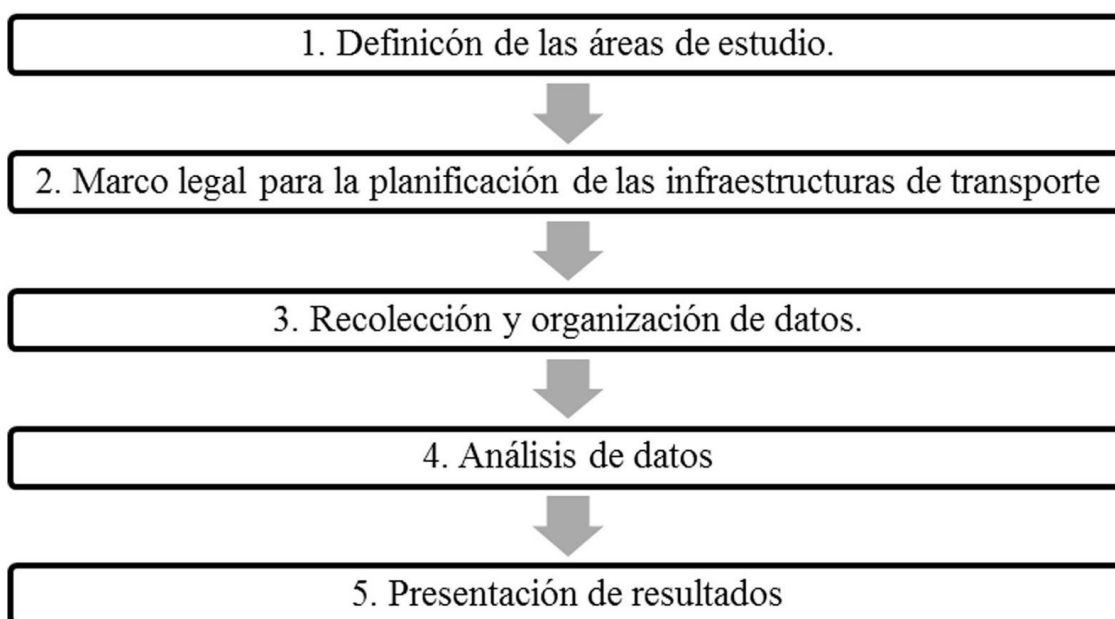 1. Definicón de las áreas de estudio.
2. Marco legal para la planificación de las infraestructuras de transporte
3. Recolección y organización de datos.
4. Análisis de datos
5. Presentación de resultados